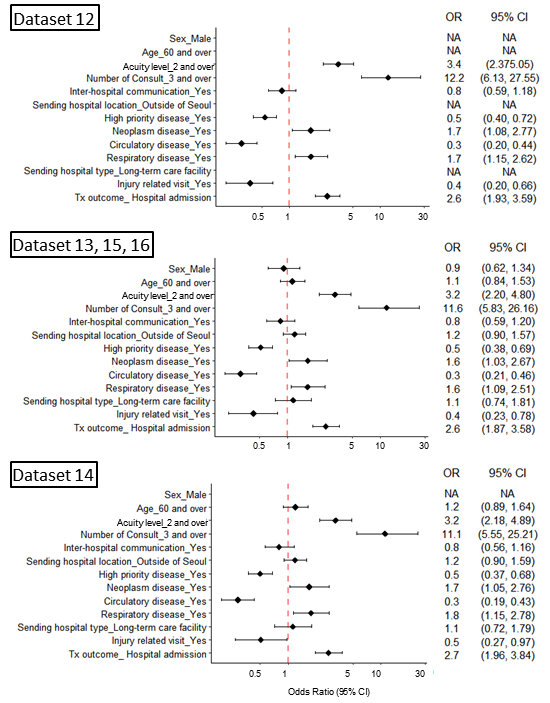 Dataset 12
OR 95% CI
Sex_Male NA NA
Age_60 and over NA NA
Acuity level_2 and over 3.4 (2.375.05)
Number of Consult_3 and over 12.2 (6.13, 27.55)
Inter-hospital communication_Yes 0.8 (0.59, 1.18)
Sending hospital location_Outside of Seoul NA NA
High priority disease_Yes 0.5 (0.40, 0.72)
Neoplasm disease_Yes 1.7 (1.08, 2.77)
Circulatory disease_Yes 0.3 (0.20, 0.44)
Respiratory disease_Yes 1.7 (1.15, 2.62)
Sending hospital type_Long-term care facility NA NA
Injury related visit_Yes 0.4 (0.20, 0.66)
Tx outcome_ Hospital admission 2.6 (1.93, 3.59)
0.5 1 5 10 30
Dataset 13, 15, 16
OR 95% CI
Sex_Male 0.9 (0.62, 1.34)
Age_60 and over 1.1 (0.84, 1.53)
Acuity level_2 and over 3.2 (2.20, 4.80)
Number of Consult_3 and over 11.6 (5.83, 26.16)
Inter-hospital communication_Yes 0.8 (0.59, 1.20)
Sending hospital location_Outside of Seoul 1.2 (0.90, 1.57)
High priority disease_Yes 0.5 (0.38, 0.69)
Neoplasm disease_Yes 1.6 (1.03, 2.67)
Circulatory disease_Yes 0.3 (0.21, 0.46)
Respiratory disease_Yes 1.6 (1.09, 2.51)
Sending hospital type_Long-term care facility 1.1 (0.74, 1.81)
Injury related visit_Yes 0.4 (0.23, 0.78)
Tx outcome_ Hospital admission 2.6 (1.87, 3.58)
0.5 1 5 10 30
Dataset 14
OR 95% CI
Sex_Male NA NA
Age_60 and over 1.2 (0.89, 1.64)
Acuity level_2 and over 3.2 (2.18, 4.89)
Number of Consult_3 and over 11.1 (5.55, 25.21)
Inter-hospital communication_Yes 0.8 (0.56, 1.16)
Sending hospital location_Outside of Seoul 1.2 (0.90, 1.59)
High priority disease_Yes 0.5 (0.37, 0.68)
Neoplasm disease_Yes 1.7 (1.05, 2.76)
Circulatory disease_Yes 0.3 (0.19, 0.43)
Respiratory disease_Yes 1.8 (1.15, 2.78)
Sending hospital type_Long-term care facility 1.1 (0.72, 1.79)
Injury related visit_Yes 0.5 (0.27, 0.97)
Tx outcome_ Hospital admission 2.7 (1.96, 3.84)
0.5 1 5 10 30
Odds Ratio (95% CI)